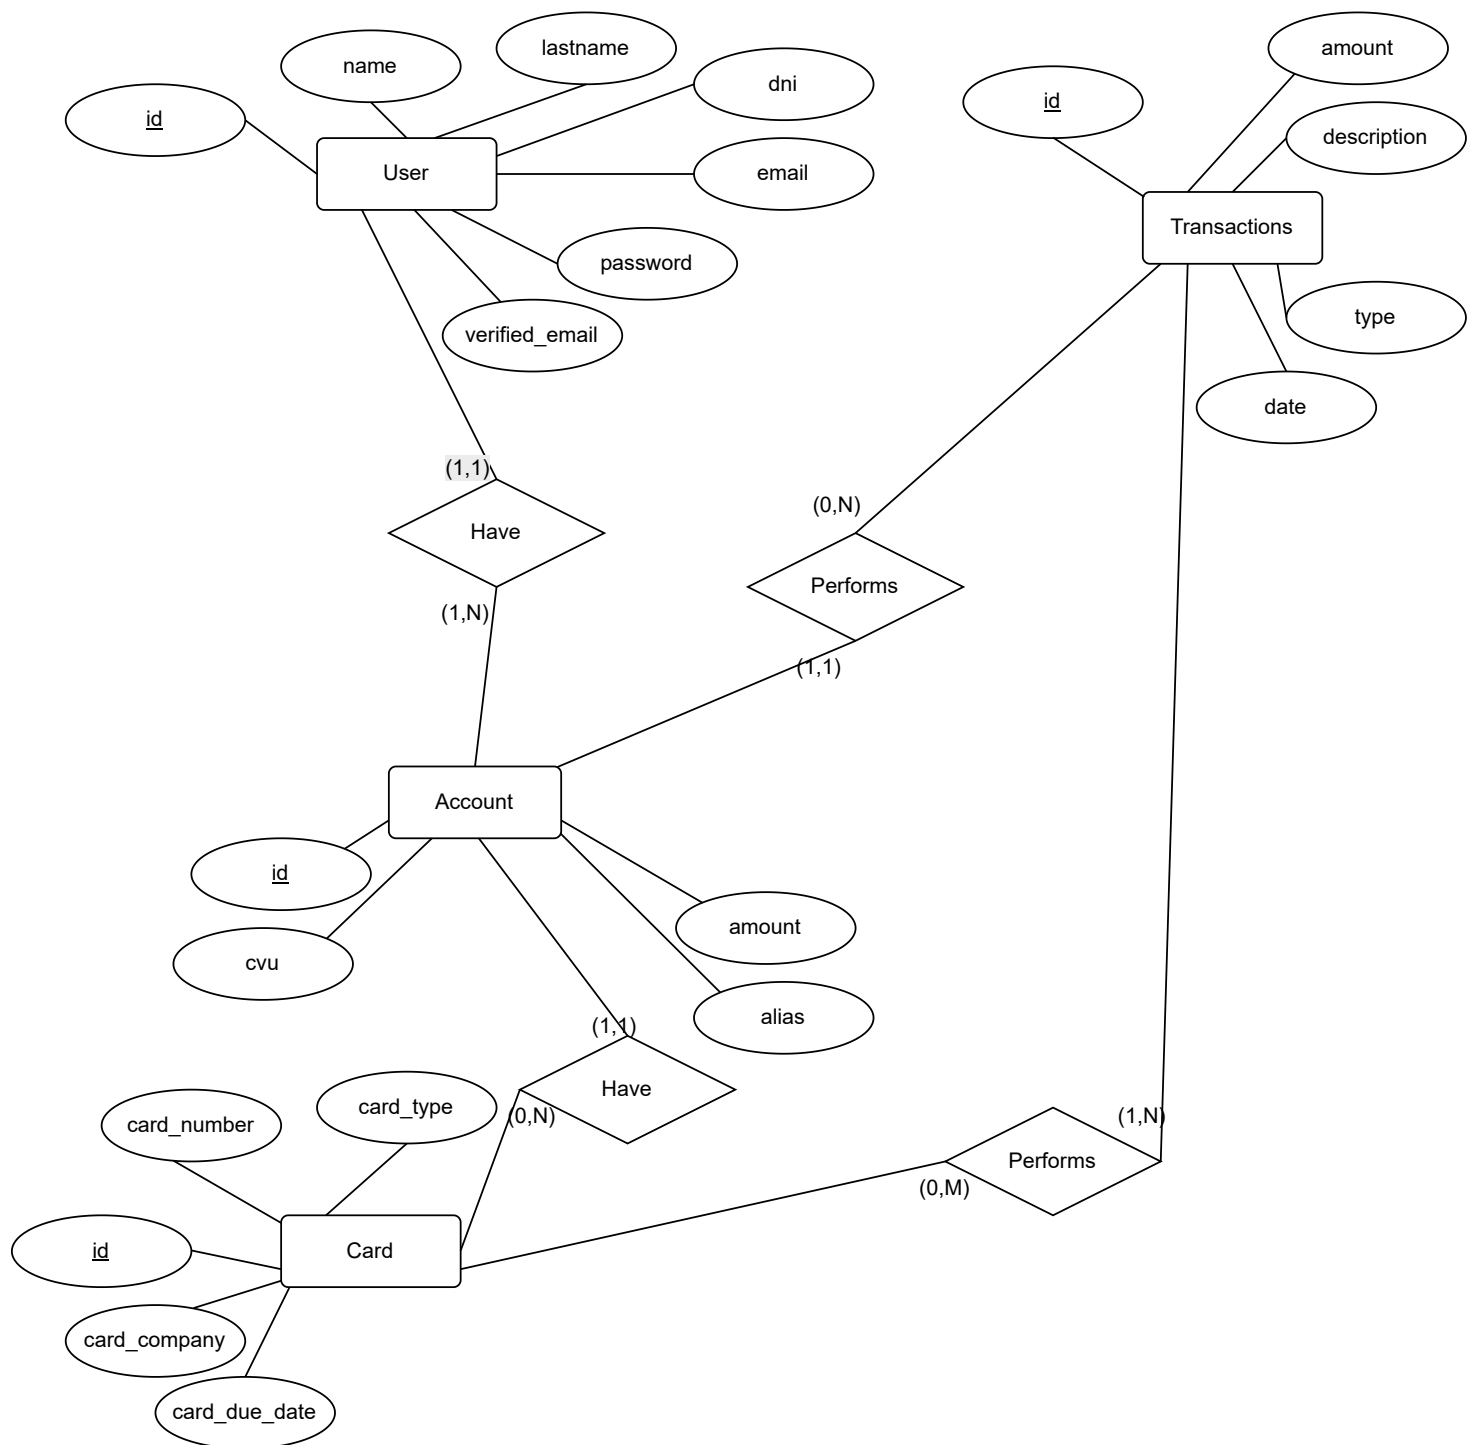 lastname
amount
name
dni
id
id
description
User
email
Transactions
password
type
verified_email
date
(1,1)
(0,N)
Have
Performs
(1,N)
(1,1)
Account
id
amount
cvu
alias
(1,1)
Have
card_type
(0,N)
(1,N)
card_number
Performs
(0,M)
Card
id
card_company
card_due_date